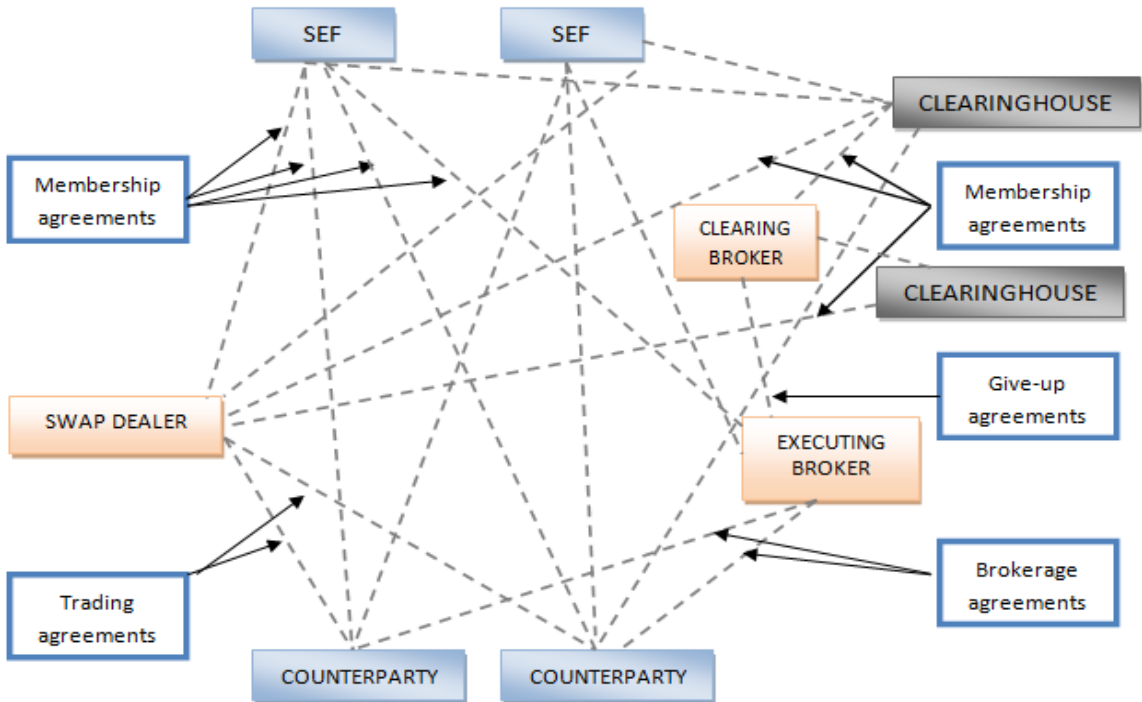 SEF
SEF
CLEARINGHOUSE
Membership
agreements
Membership
agreements
CLEARING
BROKER
CLEARINGHOUSE
SWAP DEALER
Give-up
agreements
EXECUTING
BROKER
Trading
agreements
Brokerage
agreements
COUNTERPARTY
COUNTERPARTY